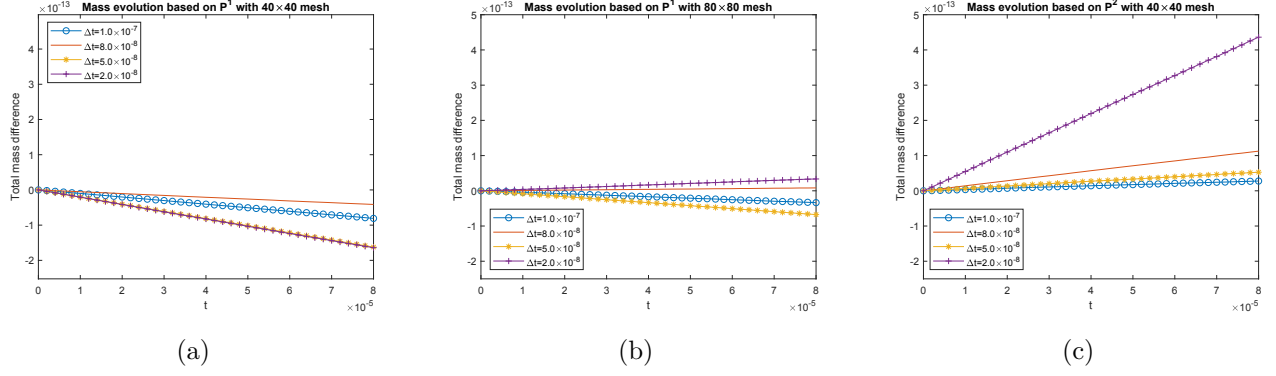 Mass evolution based on P^1 with 40×40 mesh
×10^-13
5
4
3
2
1
0
-1
-2
Total mass difference
Δt=1.0×10^-7
Δt=8.0×10^-8
Δt=5.0×10^-8
Δt=2.0×10^-8
0 1 2 3 4 5 6 7 8
t
×10^-5
(a)
Mass evolution based on P^1 with 80×80 mesh
×10^-13
5
4
3
2
1
0
-1
-2
Total mass difference
Δt=1.0×10^-7
Δt=8.0×10^-8
Δt=5.0×10^-8
Δt=2.0×10^-8
0 1 2 3 4 5 6 7 8
t
×10^-5
(b)
Mass evolution based on P^2 with 40×40 mesh
×10^-13
5
4
3
2
1
0
-1
-2
Total mass difference
Δt=1.0×10^-7
Δt=8.0×10^-8
Δt=5.0×10^-8
Δt=2.0×10^-8
0 1 2 3 4 5 6 7 8
t
×10^-5
(c)